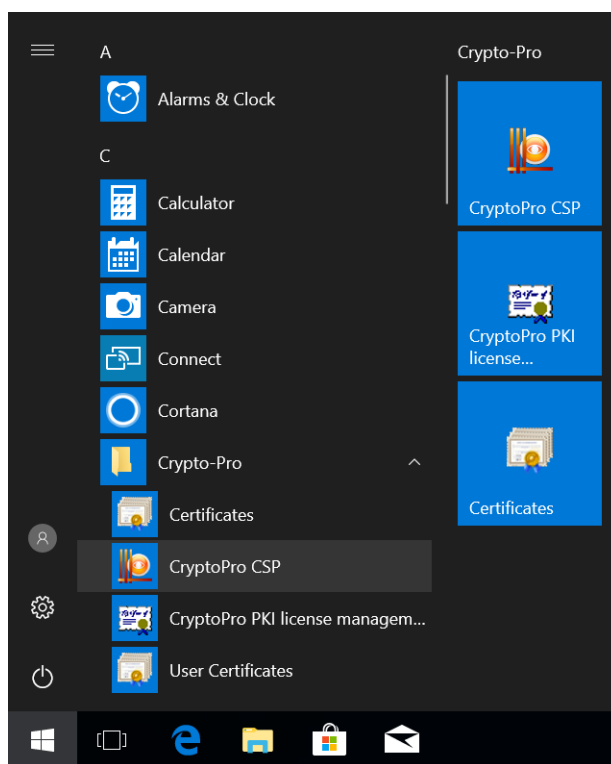 A
Alarms & Clock
C
Calculator
Calendar
Camera
Connect
Cortana
Crypto-Pro
Certificates
CryptoPro CSP
CryptoPro PKI license managem...
User Certificates
Crypto-Pro
CryptoPro CSP
CryptoPro PKI
license...
Certificates